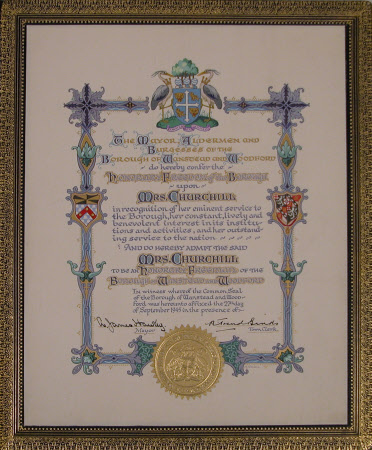 The Mayor, Aldermen and
Burgesses of the
Borough of Wanstead and Woodford
do hereby confer the
Honorary Freedom of the Borough
upon
Mrs. Churchill
in recognition of her eminent service to
the Borough, her constant, lively and
benevolent interest in its institu-
tions and activities, and her outstand-
ing service to the nation
And do hereby admit the said
Mrs. Churchill
to be an Honorary Freeman of the
Borough of Wanstead and Woodford
In witness whereof the Common Seal
of the Borough of Wanstead and Wood-
ford was hereunto affixed the 27th day
of September 1945 in the presence of:-
Mayor
Town Clerk